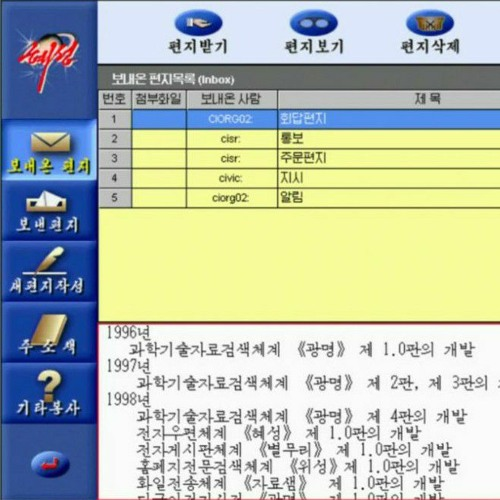 혜성
편지받기 편지보기 편지삭제
보내온 편지목록 (Inbox)
번호 첨부화일 보내온 사람 제 목
1 CIORG02: 회답편지
2 cisr: 통보
3 cisr: 주문편지
4 civic: 지시
5 ciorg02: 알림
보내온 편지
보낸편지
새편지작성
주소책
기타봉사
1996년
과학기술자료검색체계 《광명》 제 1.0판의 개발
1997년
과학기술자료검색체계 《광명》 제 2판, 제 3판의
1998년
과학기술자료검색체계 《광명》 제 4판의 개발
전자우편체계 《혜성》 제 1.0판의 개발
전자게시판체계 《별무리》 제 1.0판의 개발
홈페지전문검색체계 《위성》제 1.0판의 개발
화일전송체계 《자료샘》 제 1.0판의 개발